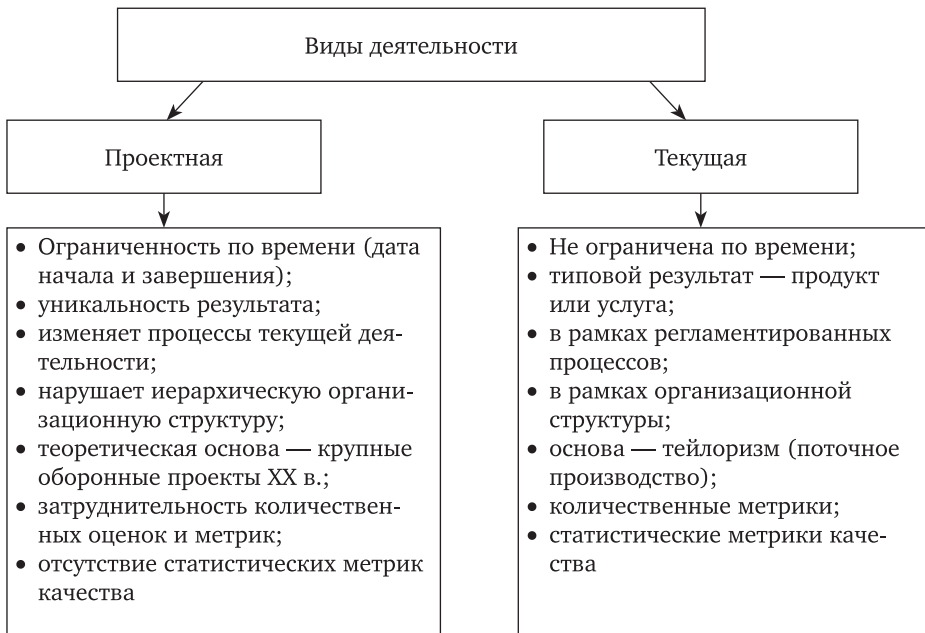 Виды деятельности
Проектная
Текущая
• Ограниченность по времени (дата
начала и завершения);
• уникальность результата;
• изменяет процессы текущей дея-
тельности;
• нарушает иерархическую органи-
зационную структуру;
• теоретическая основа — крупные
оборонные проекты XX в.;
• затруднительность количествен-
ных оценок и метрик;
• отсутствие статистических метрик
качества
• Не ограничена по времени;
• типовой результат — продукт
или услуга;
• в рамках регламентированных
процессов;
• в рамках организационной
структуры;
• основа — тейлоризм (поточное
производство);
• количественные метрики;
• статистические метрики каче-
ства